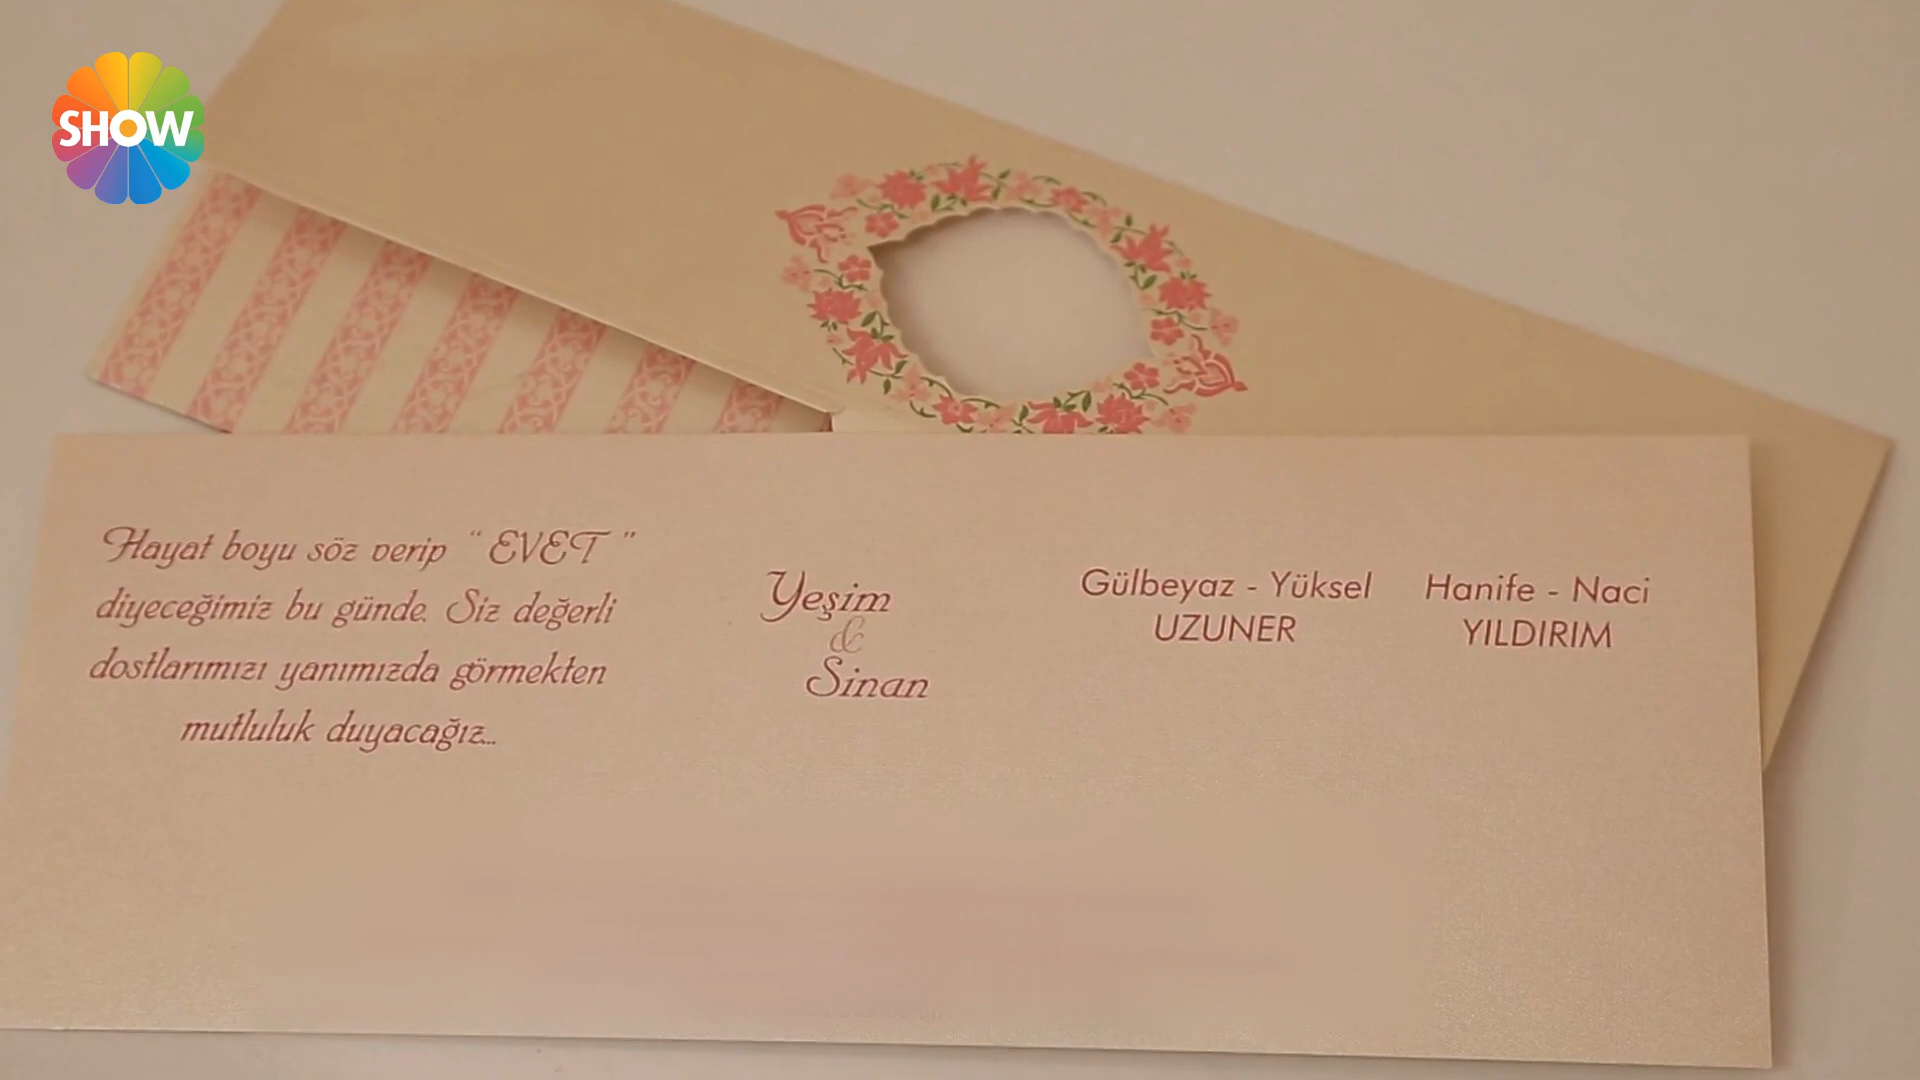 SHOW
Hayat boyu söz verip " EVET "
diyeceğimiz bu günde. Siz değerli
dostlarımızı yanımızda görmekten
mutluluk duyacağız...
Yeşim
&
Sinan
Gülbeyaz - Yüksel
UZUNER
Hanife - Naci
YILDIRIM